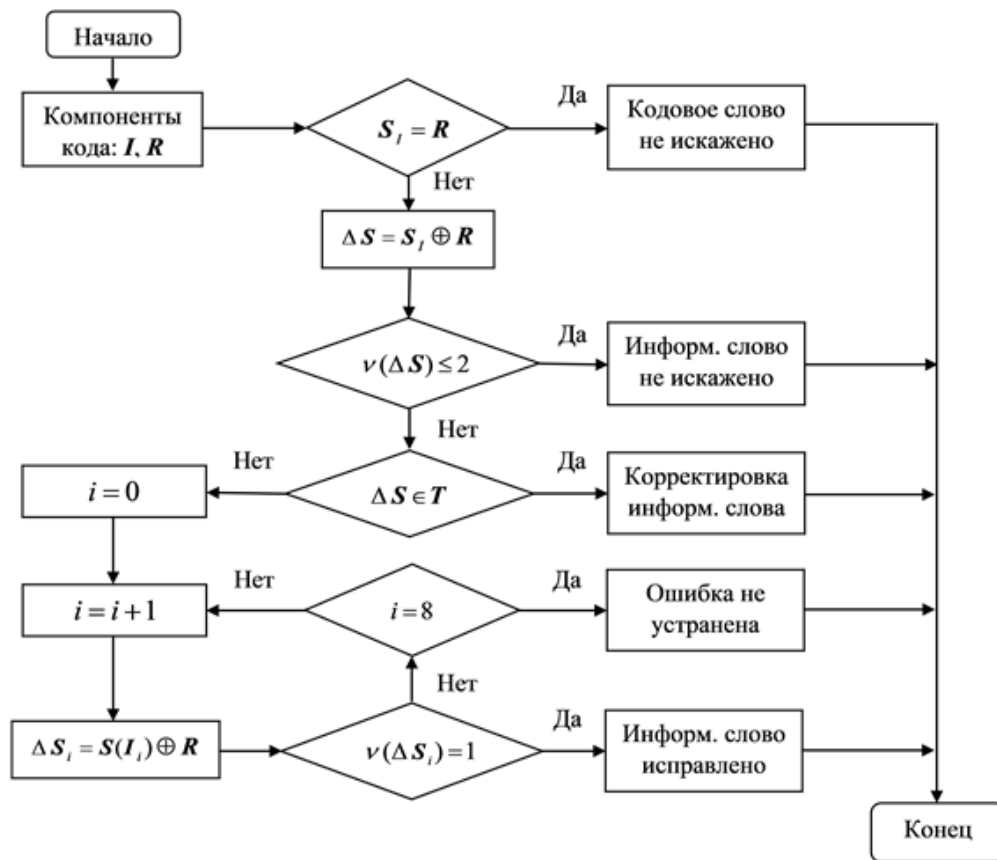 Начало
Компоненты
кода: I, R
S_I = R
Да
Кодовое слово
не искажено
Нет
ΔS = S_I ⊕ R
ν(ΔS) ≤ 2
Да
Информ. слово
не искажено
Нет
ΔS ∈ T
Да
Корректировка
информ. слова
Нет
i = 0
i = i + 1
Нет
i = 8
Да
Ошибка не
устранена
Нет
ΔS_i = S(I_i) ⊕ R
ν(ΔS_i) = 1
Да
Информ. слово
исправлено
Конец